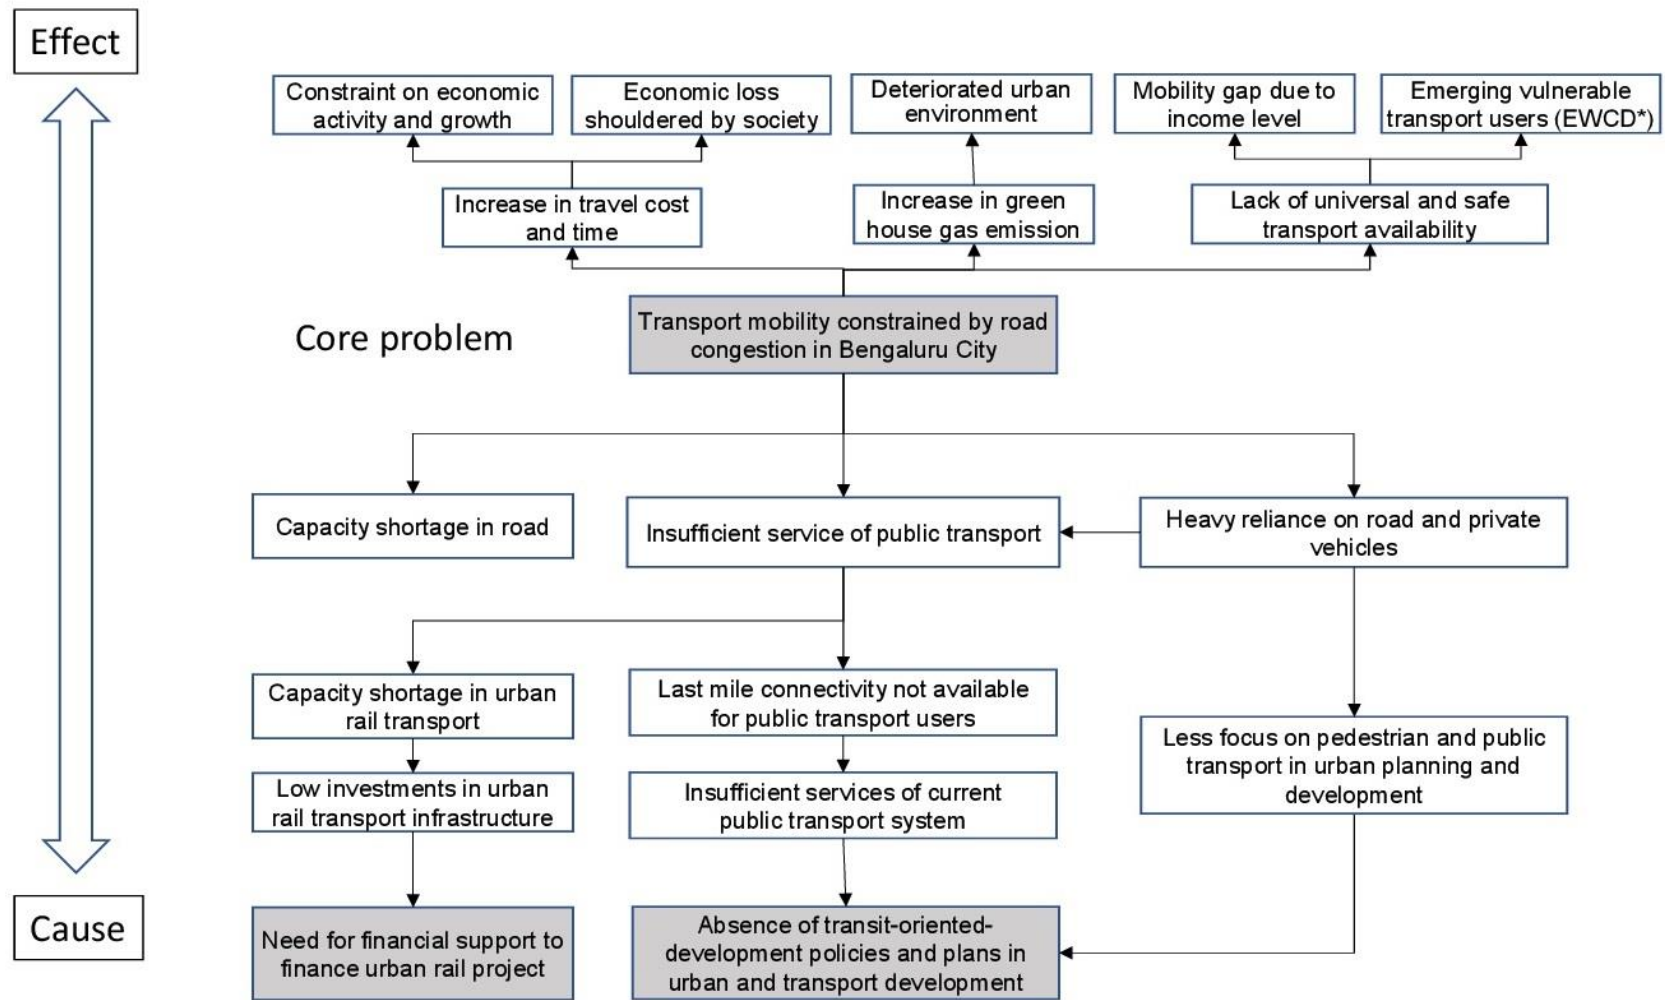 Effect
Constraint on economic
activity and growth
Economic loss
shouldered by society
Deteriorated urban
environment
Mobility gap due to
income level
Emerging vulnerable
transport users (EWCD*)
Increase in travel cost
and time
Increase in green
house gas emission
Lack of universal and safe
transport availability
Core problem
Transport mobility constrained by road
congestion in Bengaluru City
Capacity shortage in road
Insufficient service of public transport
Heavy reliance on road and private
vehicles
Capacity shortage in urban
rail transport
Last mile connectivity not available
for public transport users
Less focus on pedestrian and public
transport in urban planning and
development
Low investments in urban
rail transport infrastructure
Insufficient services of current
public transport system
Cause
Need for financial support to
finance urban rail project
Absence of transit-oriented-
development policies and plans in
urban and transport development